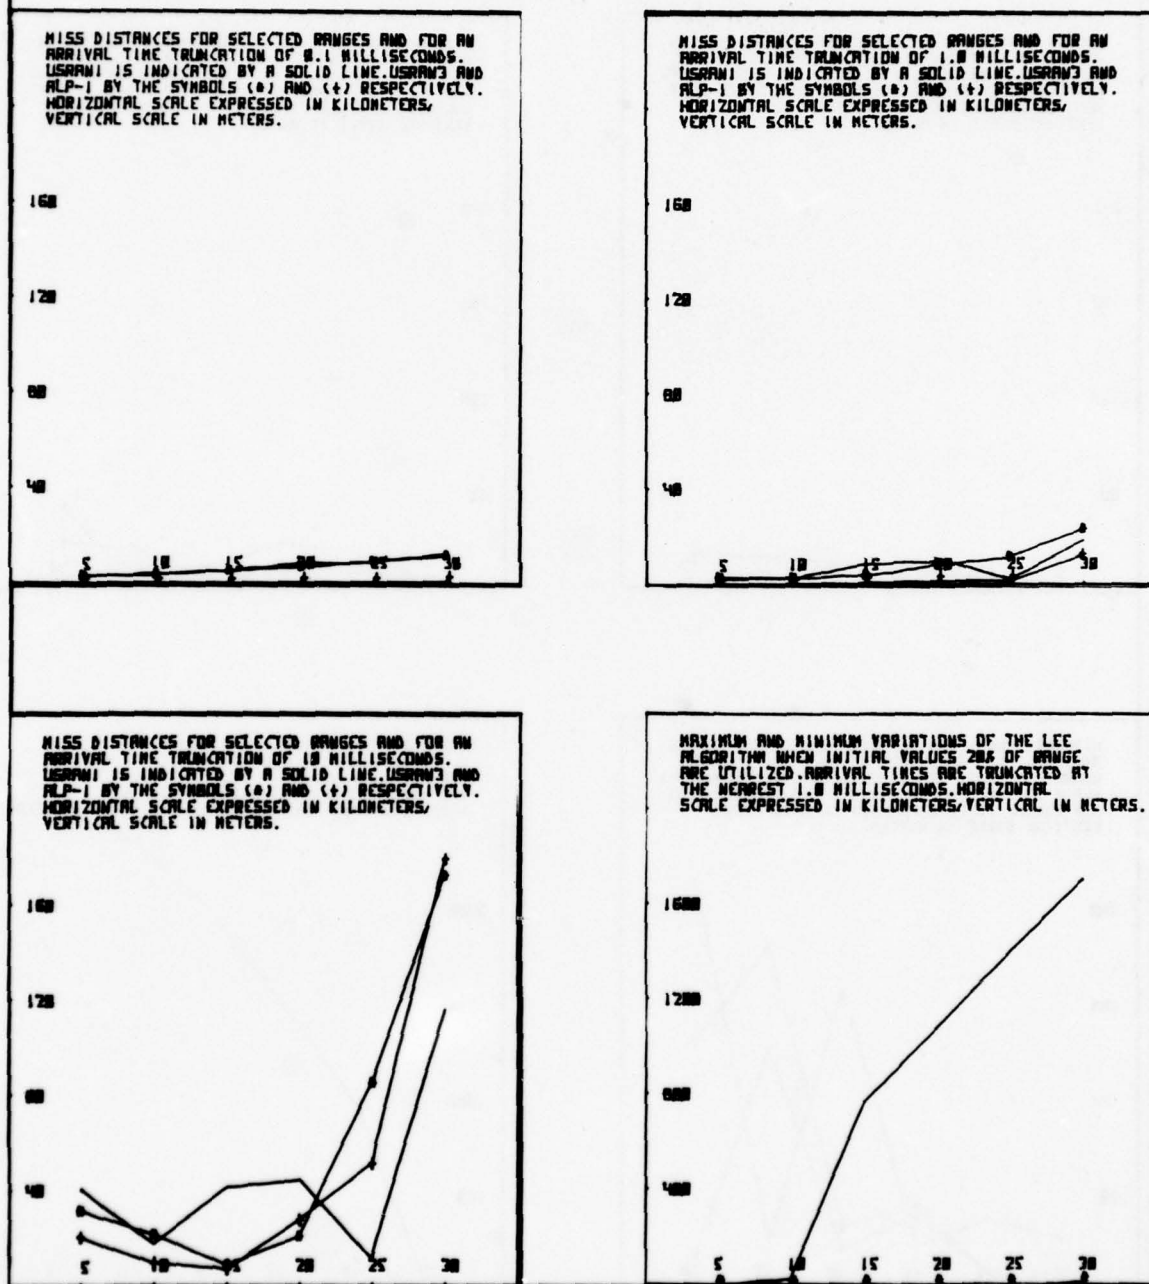 MISS DISTANCES FOR SELECTED RANGES AND FOR AN
ARRIVAL TIME TRUNCATION OF 0.1 MILLISECONDS.
USRAN1 IS INDICATED BY A SOLID LINE.USRAN3 AND
ALP-1 BY THE SYMBOLS (*) AND (+) RESPECTIVELY.
HORIZONTAL SCALE EXPRESSED IN KILOMETERS,
VERTICAL SCALE IN METERS.
160
120
80
40
5 10 15 20 25 30
MISS DISTANCES FOR SELECTED RANGES AND FOR AN
ARRIVAL TIME TRUNCATION OF 1.0 MILLISECONDS.
USRAN1 IS INDICATED BY A SOLID LINE.USRAN3 AND
ALP-1 BY THE SYMBOLS (*) AND (+) RESPECTIVELY.
HORIZONTAL SCALE EXPRESSED IN KILOMETERS,
VERTICAL SCALE IN METERS.
160
120
80
40
5 10 15 20 25 30
MISS DISTANCES FOR SELECTED RANGES AND FOR AN
ARRIVAL TIME TRUNCATION OF 10 MILLISECONDS.
USRAN1 IS INDICATED BY A SOLID LINE.USRAN3 AND
ALP-1 BY THE SYMBOLS (*) AND (+) RESPECTIVELY.
HORIZONTAL SCALE EXPRESSED IN KILOMETERS,
VERTICAL SCALE IN METERS.
160
120
80
40
5 10 15 20 25 30
MAXIMUM AND MINIMUM VARIATIONS OF THE LEE
ALGORITHM WHEN INITIAL VALUES 20% OF RANGE
ARE UTILIZED.ARRIVAL TIMES ARE TRUNCATED AT
THE NEAREST 1.0 MILLISECONDS.HORIZONTAL
SCALE EXPRESSED IN KILOMETERS,VERTICAL IN METERS.
1600
1200
800
400
5 10 15 20 25 30